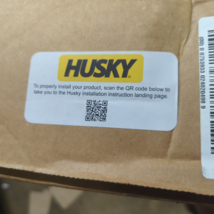 HUSKY
To properly install your product, scan the QR code below to
take you to the Husky installation instruction landing page.